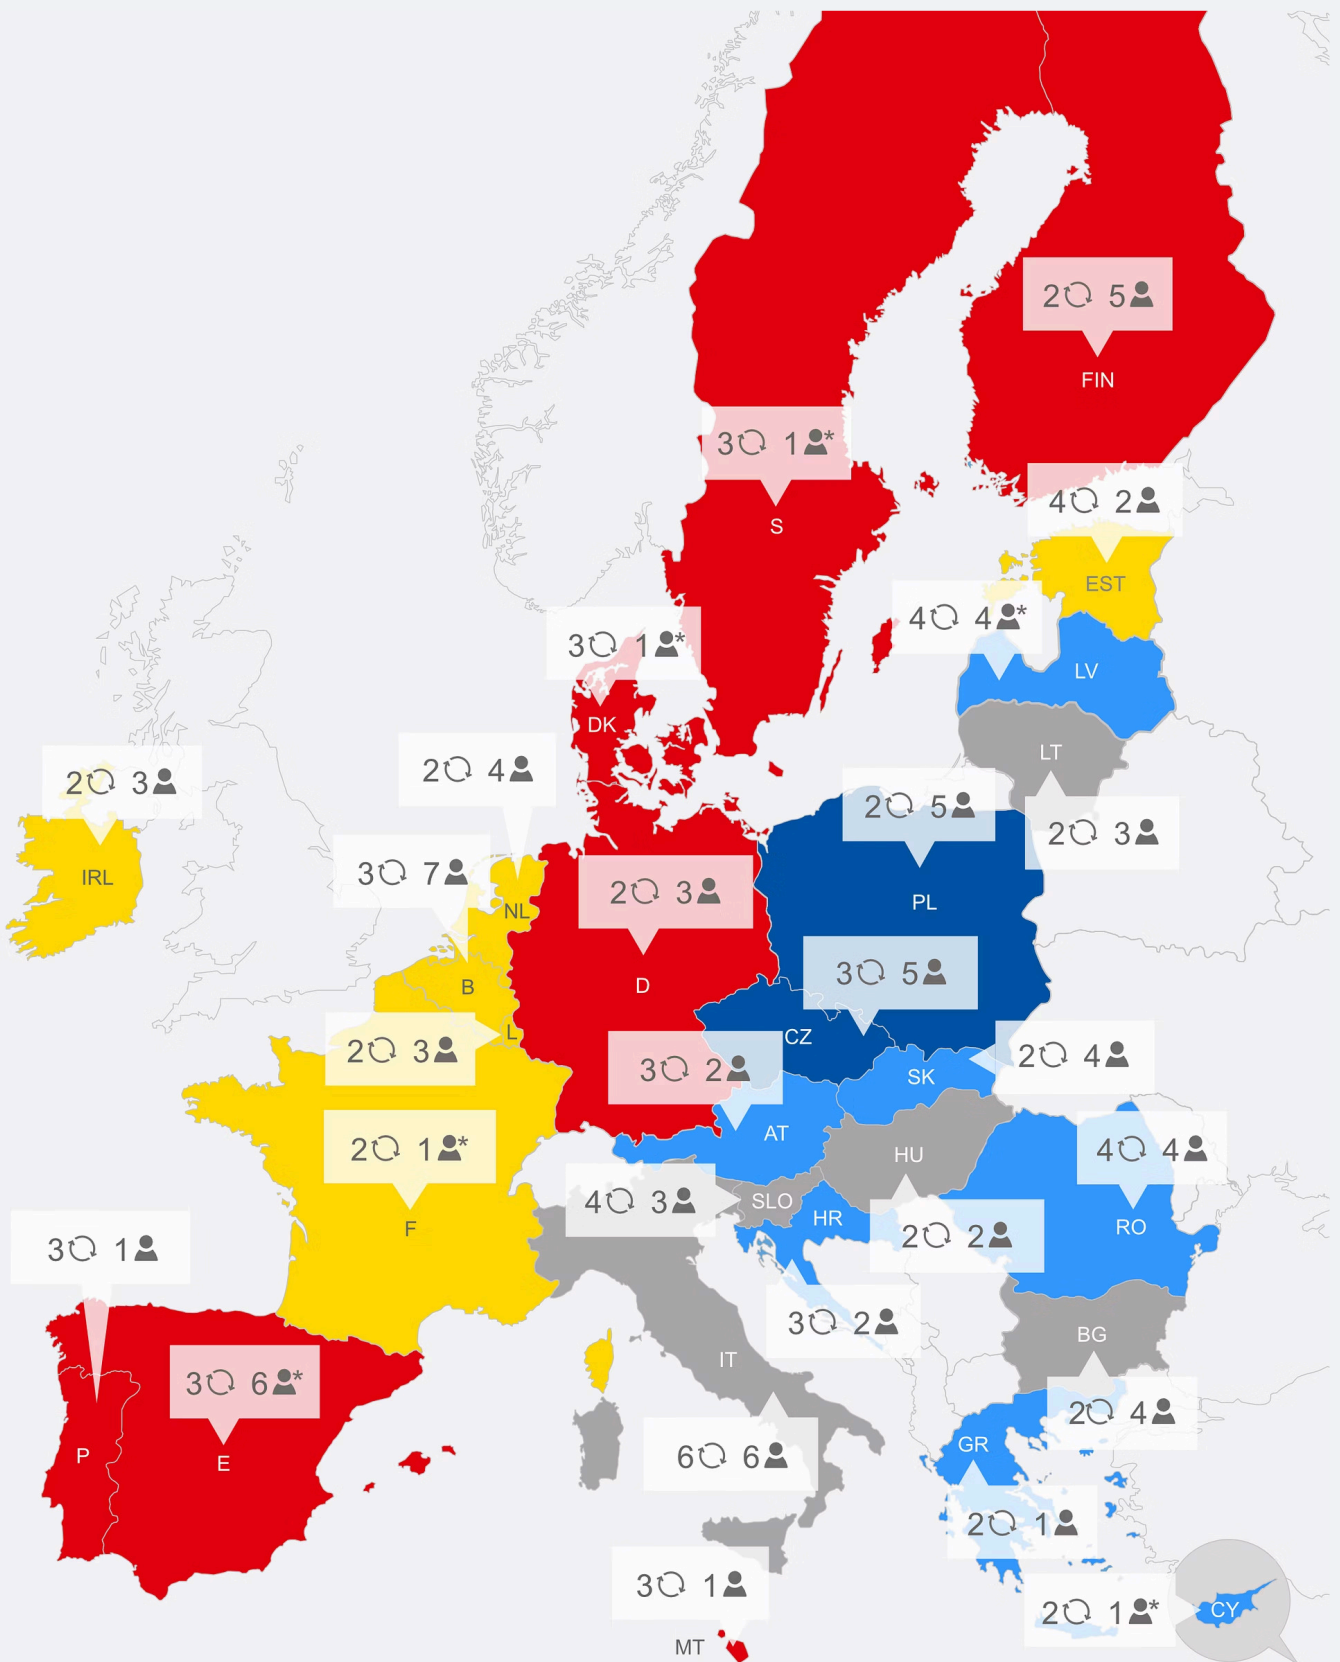 2 5
FIN
3 1*
S
4 2
EST
4 4*
LV
3 1*
DK
LT
2 3
2 4
2 3
IRL
2 5
PL
3 7
NL
2 3
D
B
3 5
CZ
L
2 3
3 2
SK
2 4
AT
2 1*
F
HU
4 4
RO
4 3
SLO
HR
2 2
3 1
3 2
BG
IT
3 6*
P
E
2 4
GR
6 6
2 1
3 1
MT
2 1*
CY